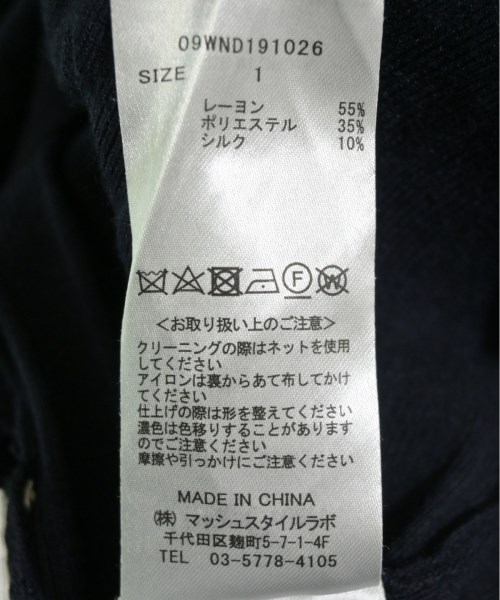 09WND191026
SIZE 1
レーヨン 55%
ポリエステル 35%
シルク 10%
F W
<お取り扱い上のご注意>
クリーニングの際はネットを使用
してください
アイロンは裏からあて布してかけ
てください
仕上げの際は形を整えてください
濃色は色移りすることがあります
のでご注意ください
摩擦や引っかけにご注意ください
MADE IN CHINA
(株) マッシュスタイルラボ
千代田区麹町5-7-1-4F
TEL 03-5778-4105